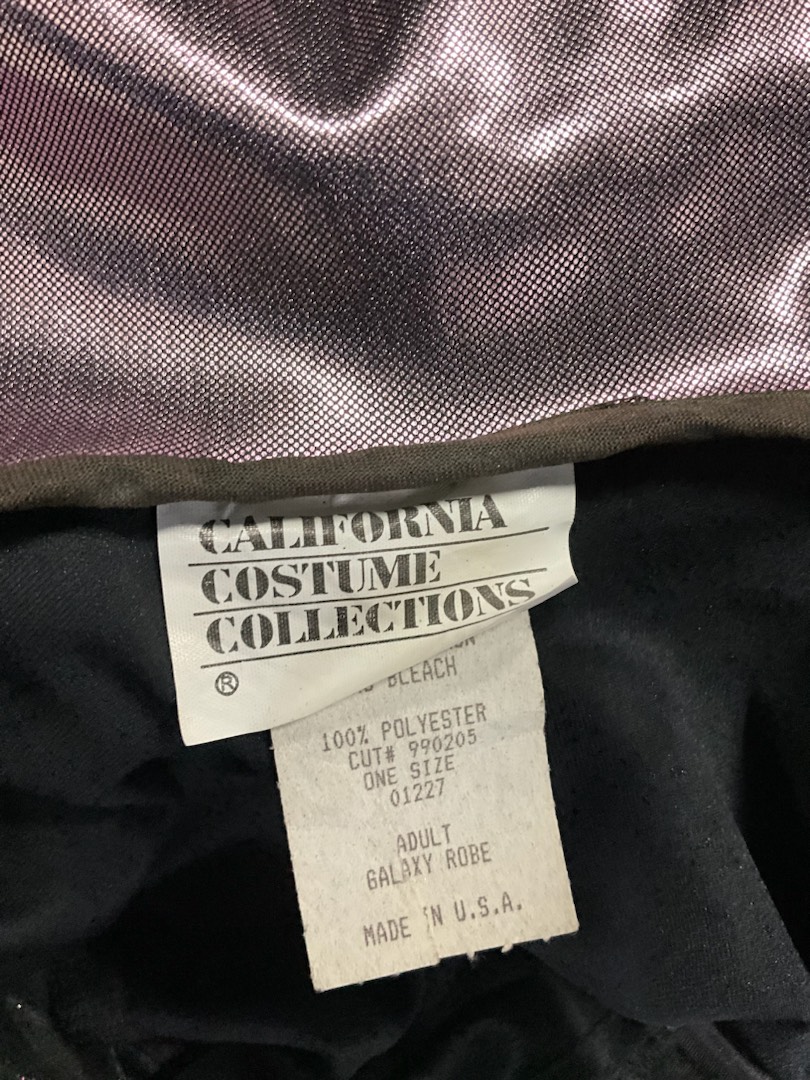 CALIFORNIA
COSTUME
COLLECTIONS
®
BLEACH
100% POLYESTER
CUT# 990205
ONE SIZE
01227
ADULT
GALAXY ROBE
MADE IN U.S.A.